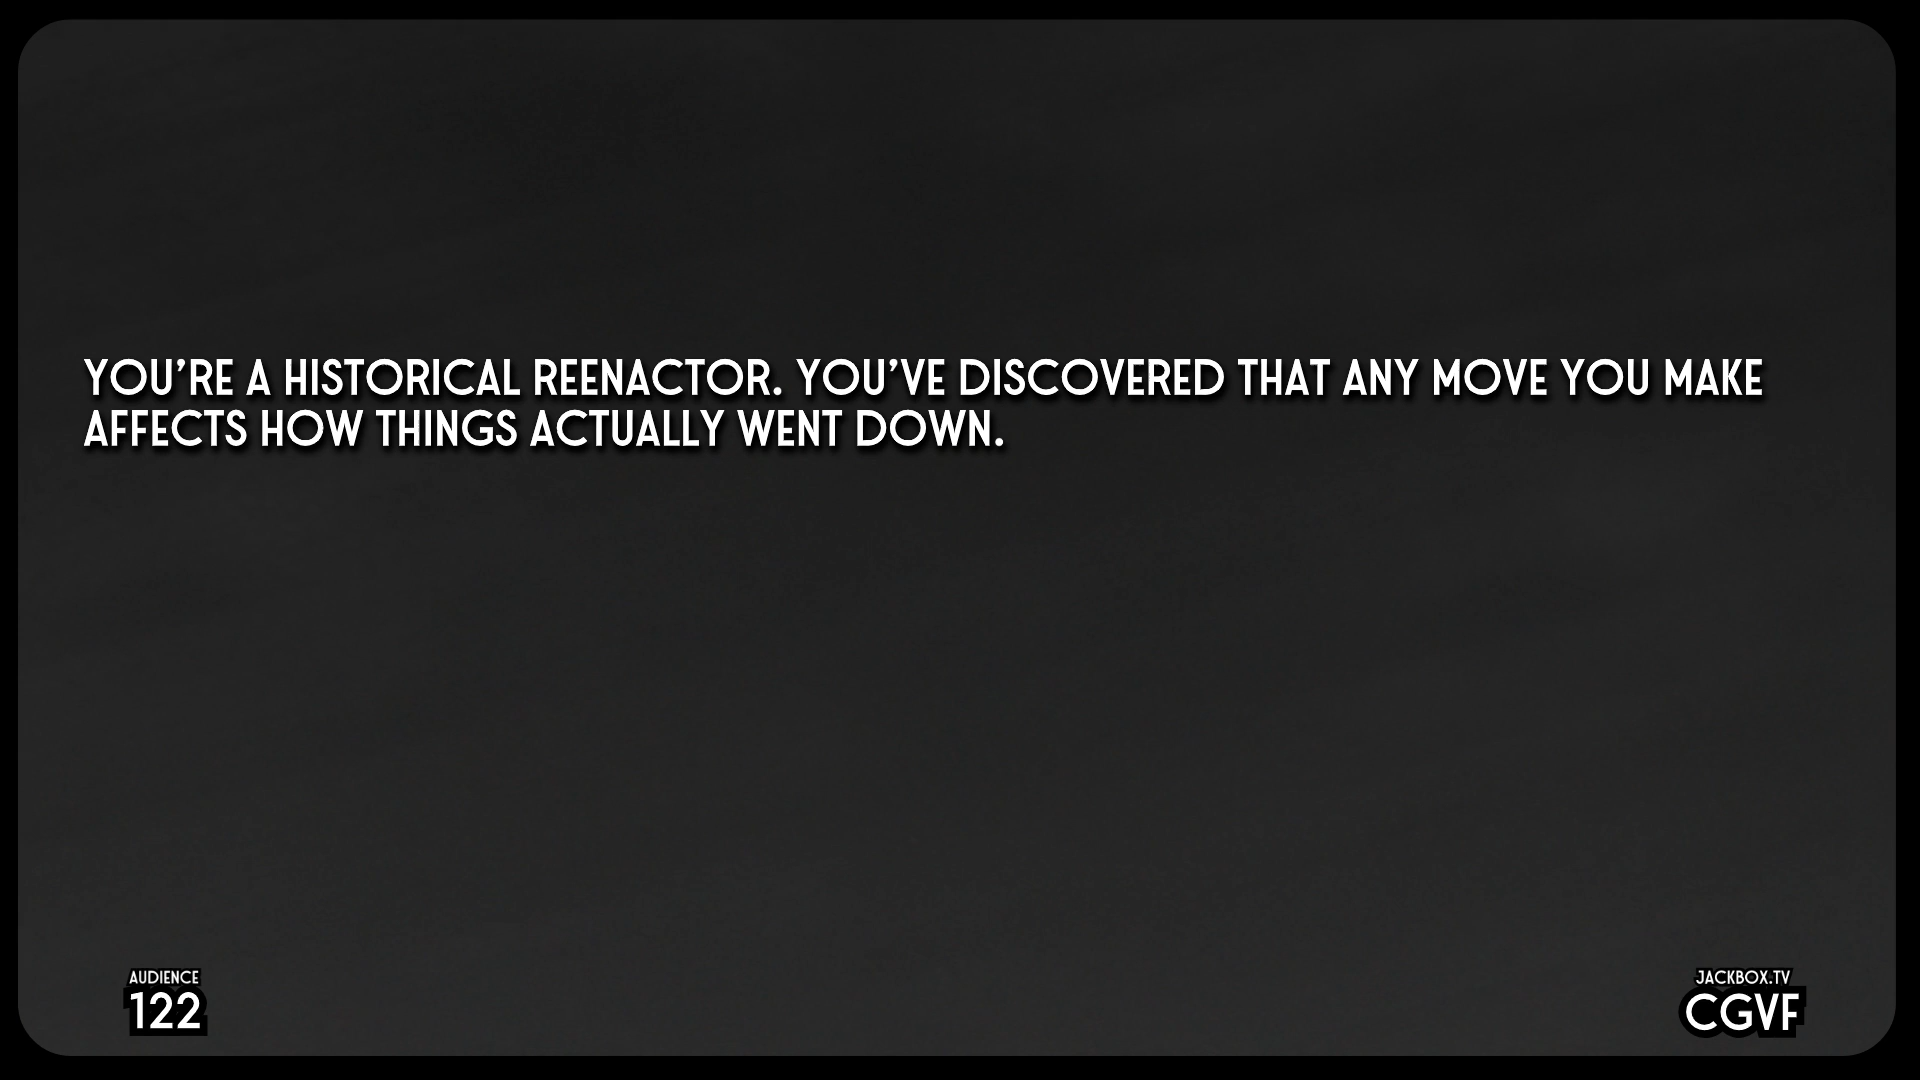 YOU'RE A HISTORICAL REENACTOR. YOU'VE DISCOVERED THAT ANY MOVE YOU MAKE
AFFECTS HOW THINGS ACTUALLY WENT DOWN.
AUDIENCE
122
JACKBOX.TV
CGVF